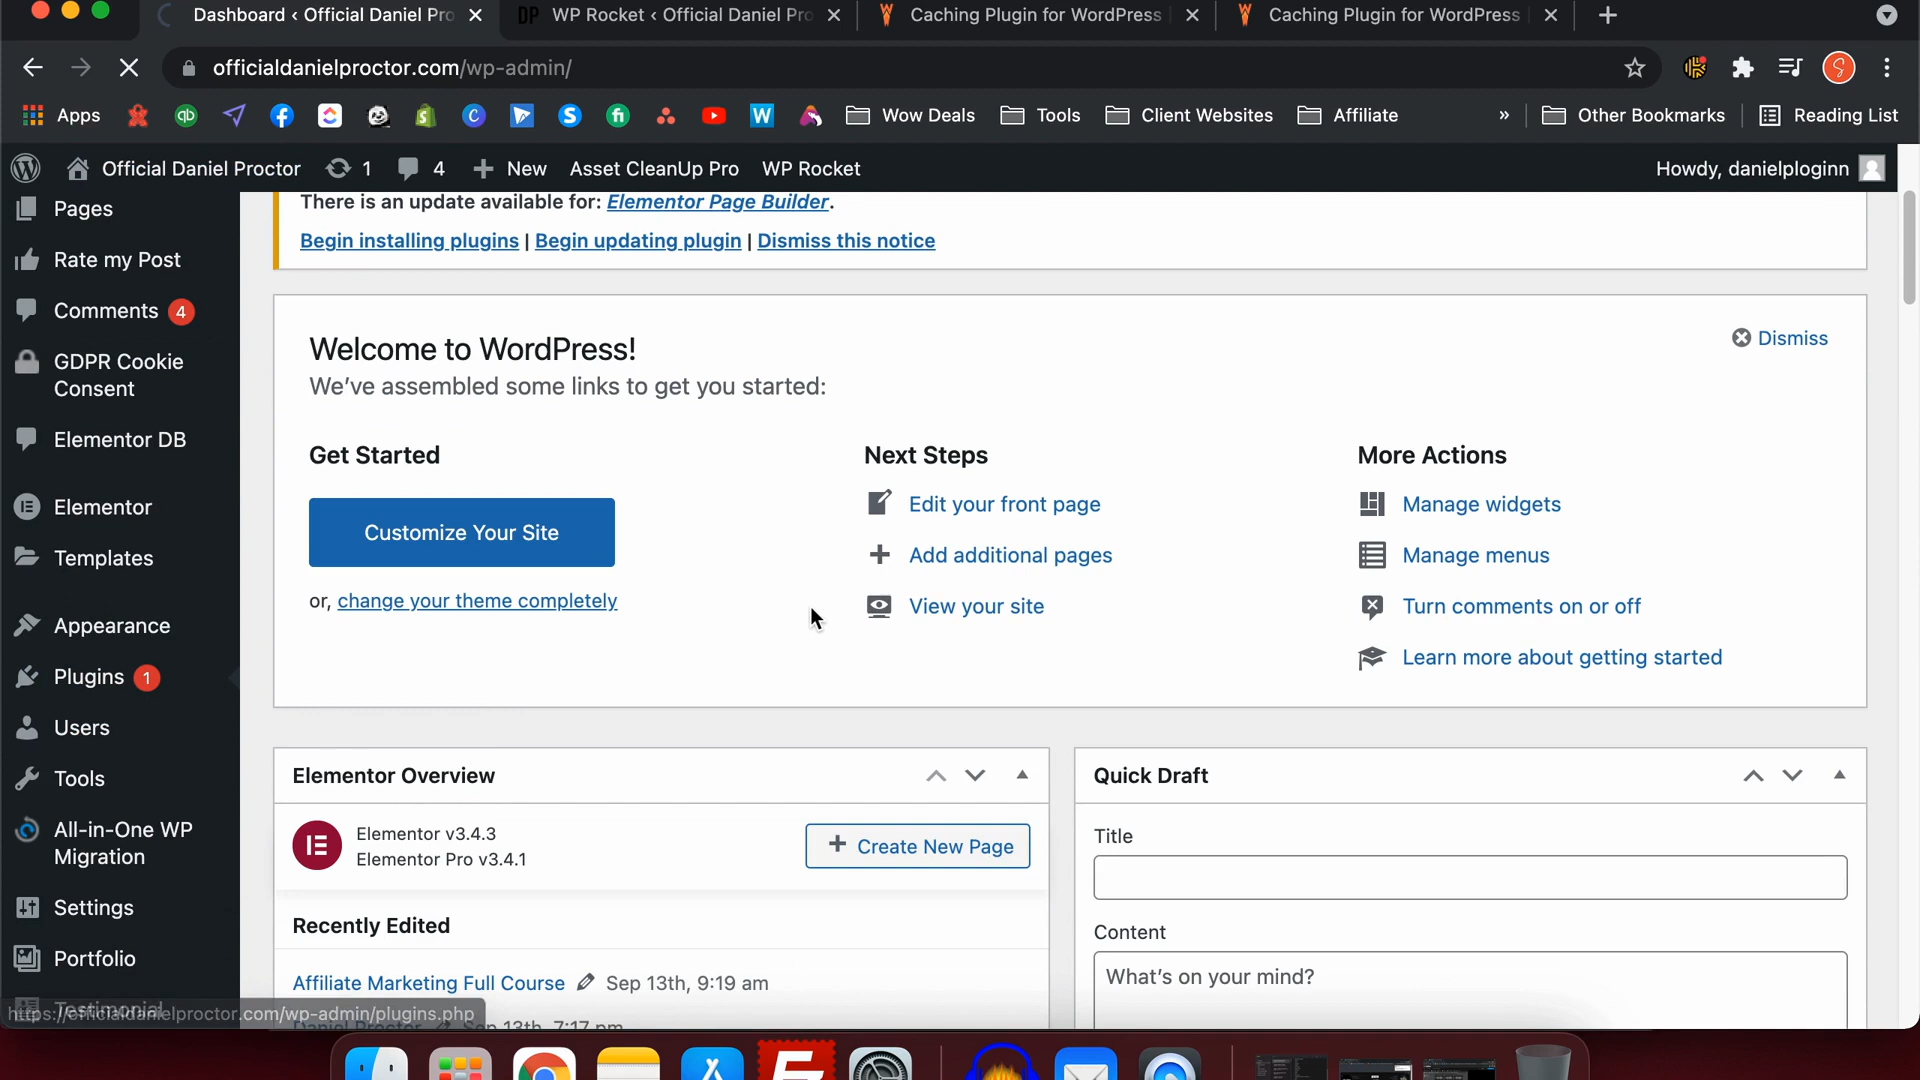 Dashboard ‹ Official Daniel Pro
WP Rocket ‹ Official Daniel Pro
Caching Plugin for WordPress
Caching Plugin for WordPress
officialdanielproctor.com/wp-admin/
Apps
Wow Deals
Tools
Client Websites
Affiliate
»
Other Bookmarks
Reading List
Official Daniel Proctor
1
4
New
Asset CleanUp Pro
WP Rocket
Howdy, danielploginn
Pages
Rate my Post
Comments 4
GDPR Cookie
Consent
Elementor DB
Elementor
Templates
Appearance
Plugins 1
Users
Tools
All-in-One WP
Migration
Settings
Portfolio
Testimonial
https://officialdanielproctor.com/wp-admin/plugins.php
There is an update available for: Elementor Page Builder.
Begin installing plugins | Begin updating plugin | Dismiss this notice
Welcome to WordPress!
Dismiss
We've assembled some links to get you started:
Get Started
Customize Your Site
or, change your theme completely
Next Steps
Edit your front page
Add additional pages
View your site
More Actions
Manage widgets
Manage menus
Turn comments on or off
Learn more about getting started
Elementor Overview
Elementor v3.4.3
Elementor Pro v3.4.1
Create New Page
Recently Edited
Affiliate Marketing Full Course Sep 13th, 9:19 am
Daniel Proctor Sep 13th, 7:17 pm
Quick Draft
Title
Content
What's on your mind?